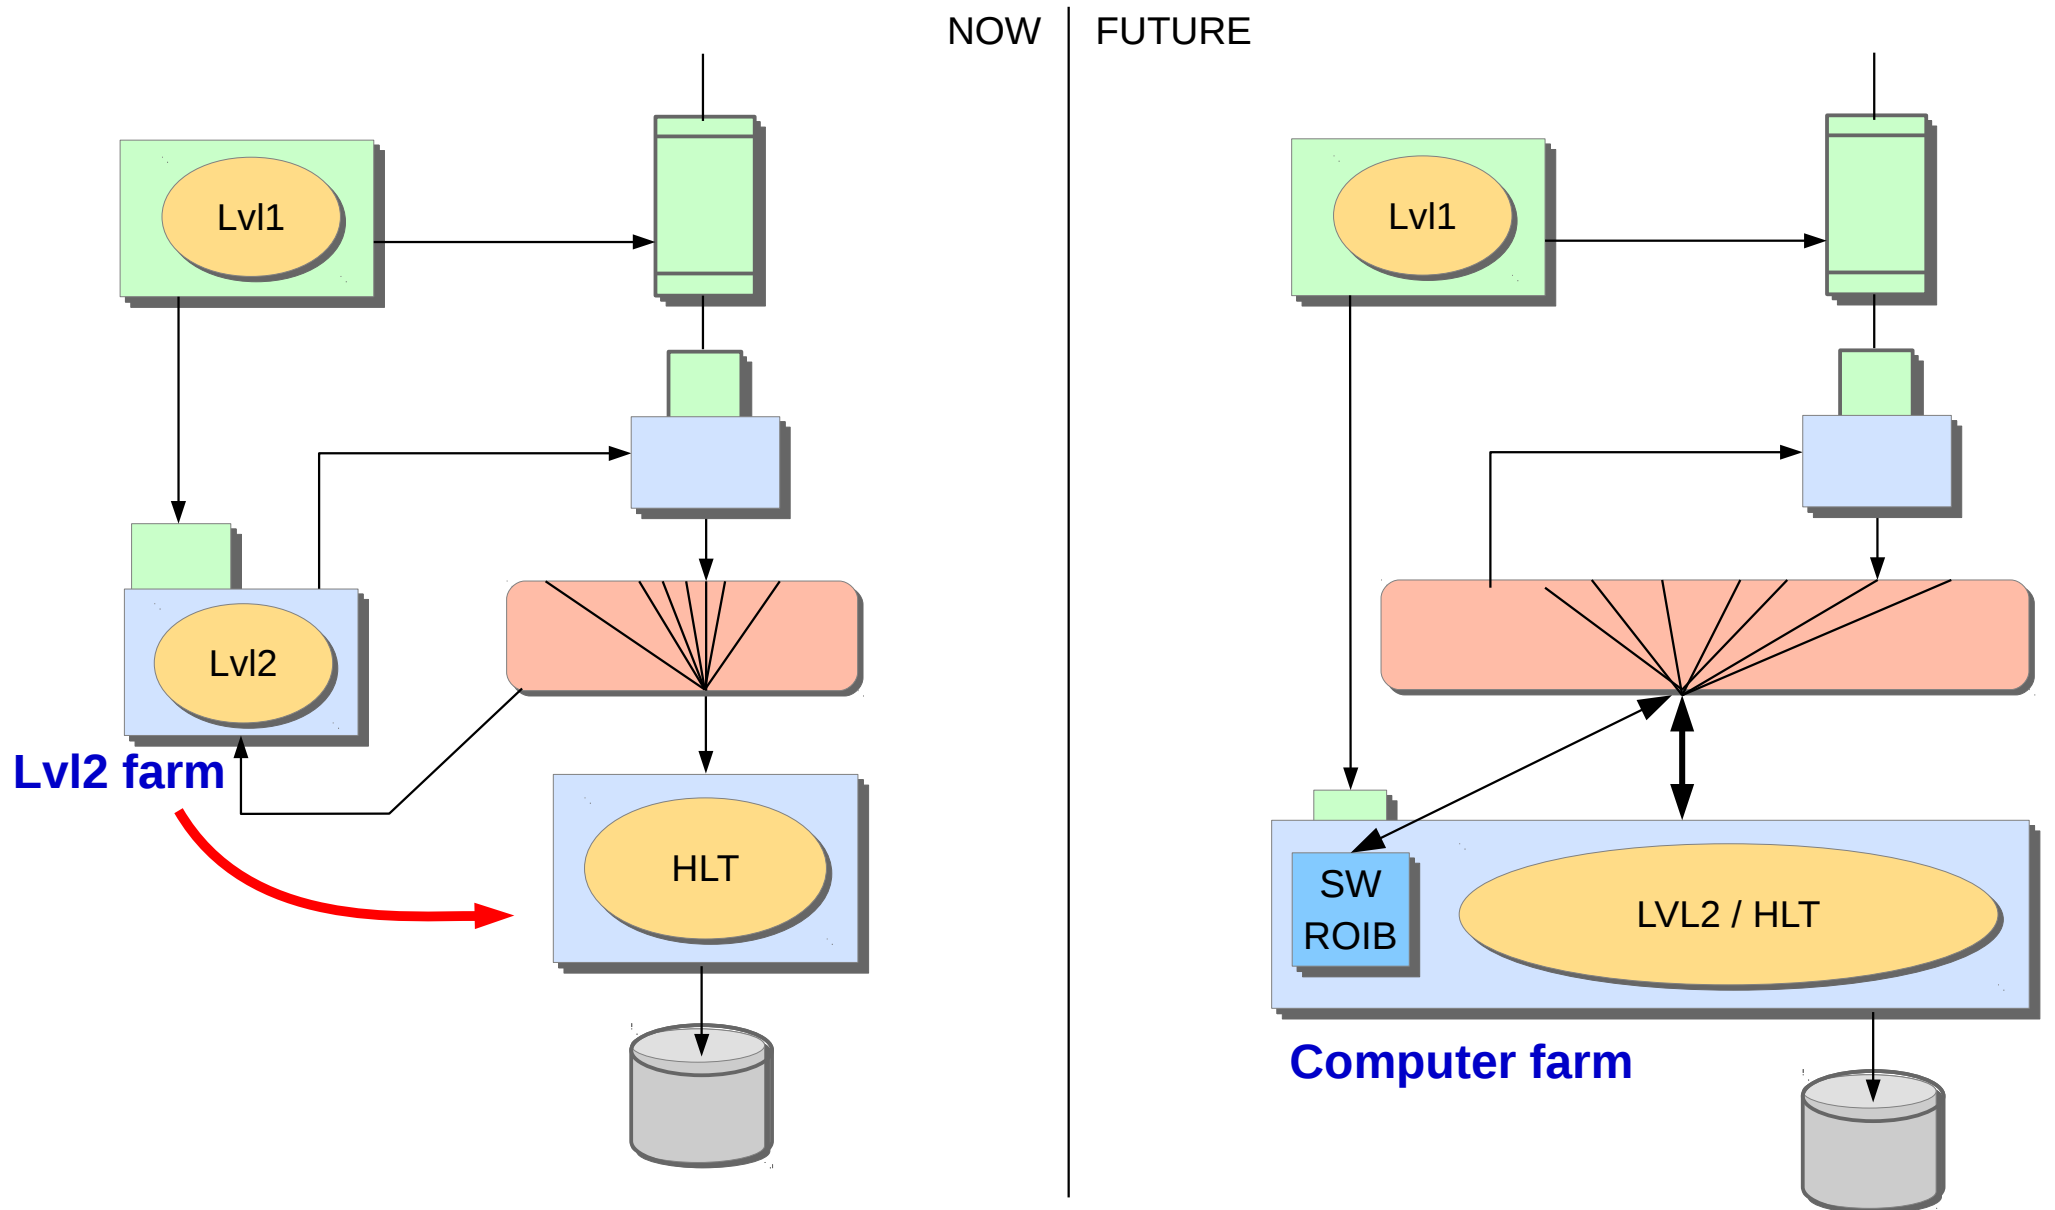 NOW
FUTURE
Lvl1
Lvl2
Lvl2 farm
HLT
Lvl1
SW
ROIB
LVL2 / HLT
Computer farm